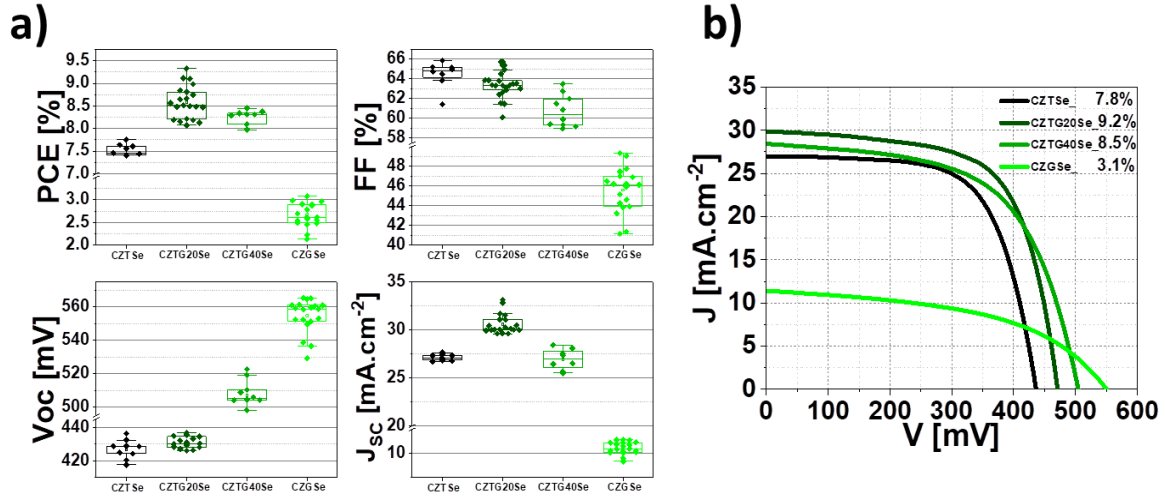 a)
PCE [%]
9.5
9.0
8.5
8.0
7.5
7.0
3.0
2.5
2.0
CZTSe
CZTG20Se
CZTG40Se
CZGSe
FF [%]
66
64
62
60
58
48
46
44
42
40
CZTSe
CZTG20Se
CZTG40Se
CZGSe
Voc [mV]
560
540
520
500
440
420
CZTSe
CZTG20Se
CZTG40Se
CZGSe
JSC [mA.cm-2]
35
30
25
20
10
CZTSe
CZTG20Se
CZTG40Se
CZGSe
b)
J [mA.cm-2]
35
30
25
20
15
10
5
0
CZTSe_ 7.8%
CZTG20Se_9.2%
CZTG40Se_8.5%
CZGSe_ 3.1%
0
100
200
300
400
500
600
V [mV]